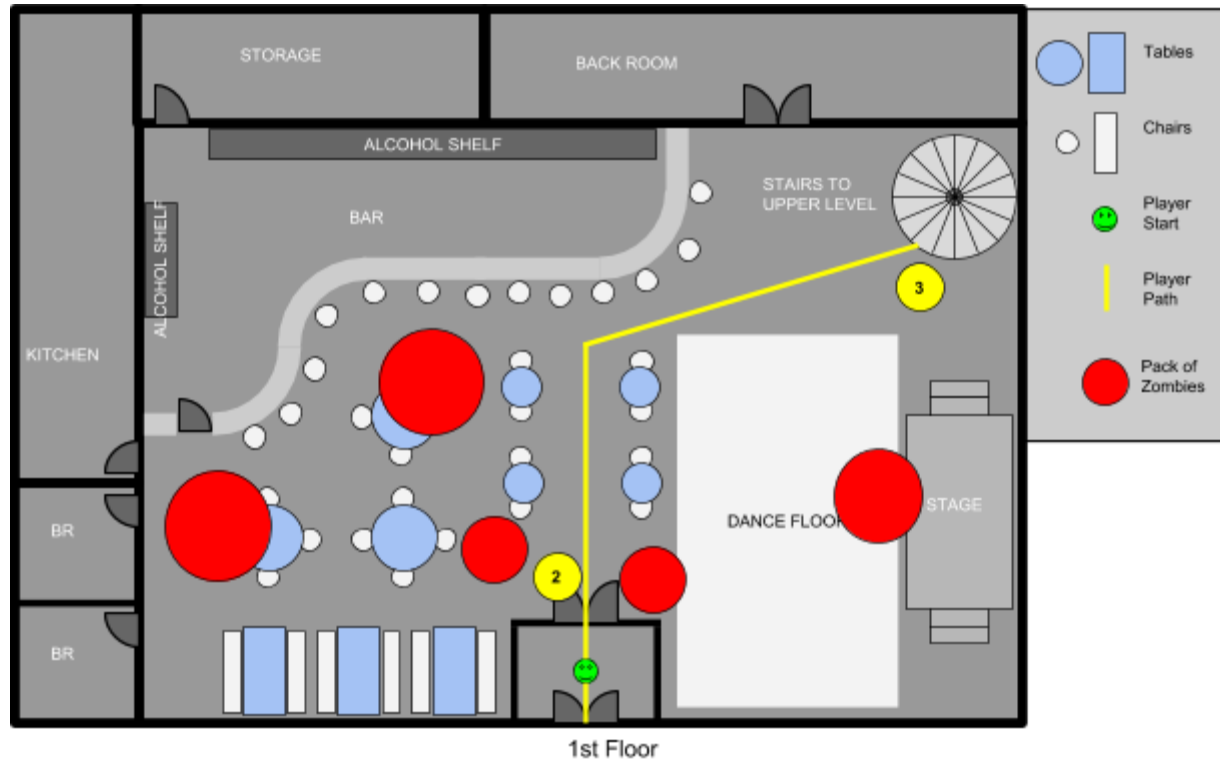 STORAGE
BACK ROOM
ALCOHOL SHELF
ALCOHOL SHELF
BAR
STAIRS TO
UPPER LEVEL
3
KITCHEN
BR
BR
2
DANCE FLOOR
STAGE
1st Floor
Tables
Chairs
Player
Start
Player
Path
Pack of
Zombies